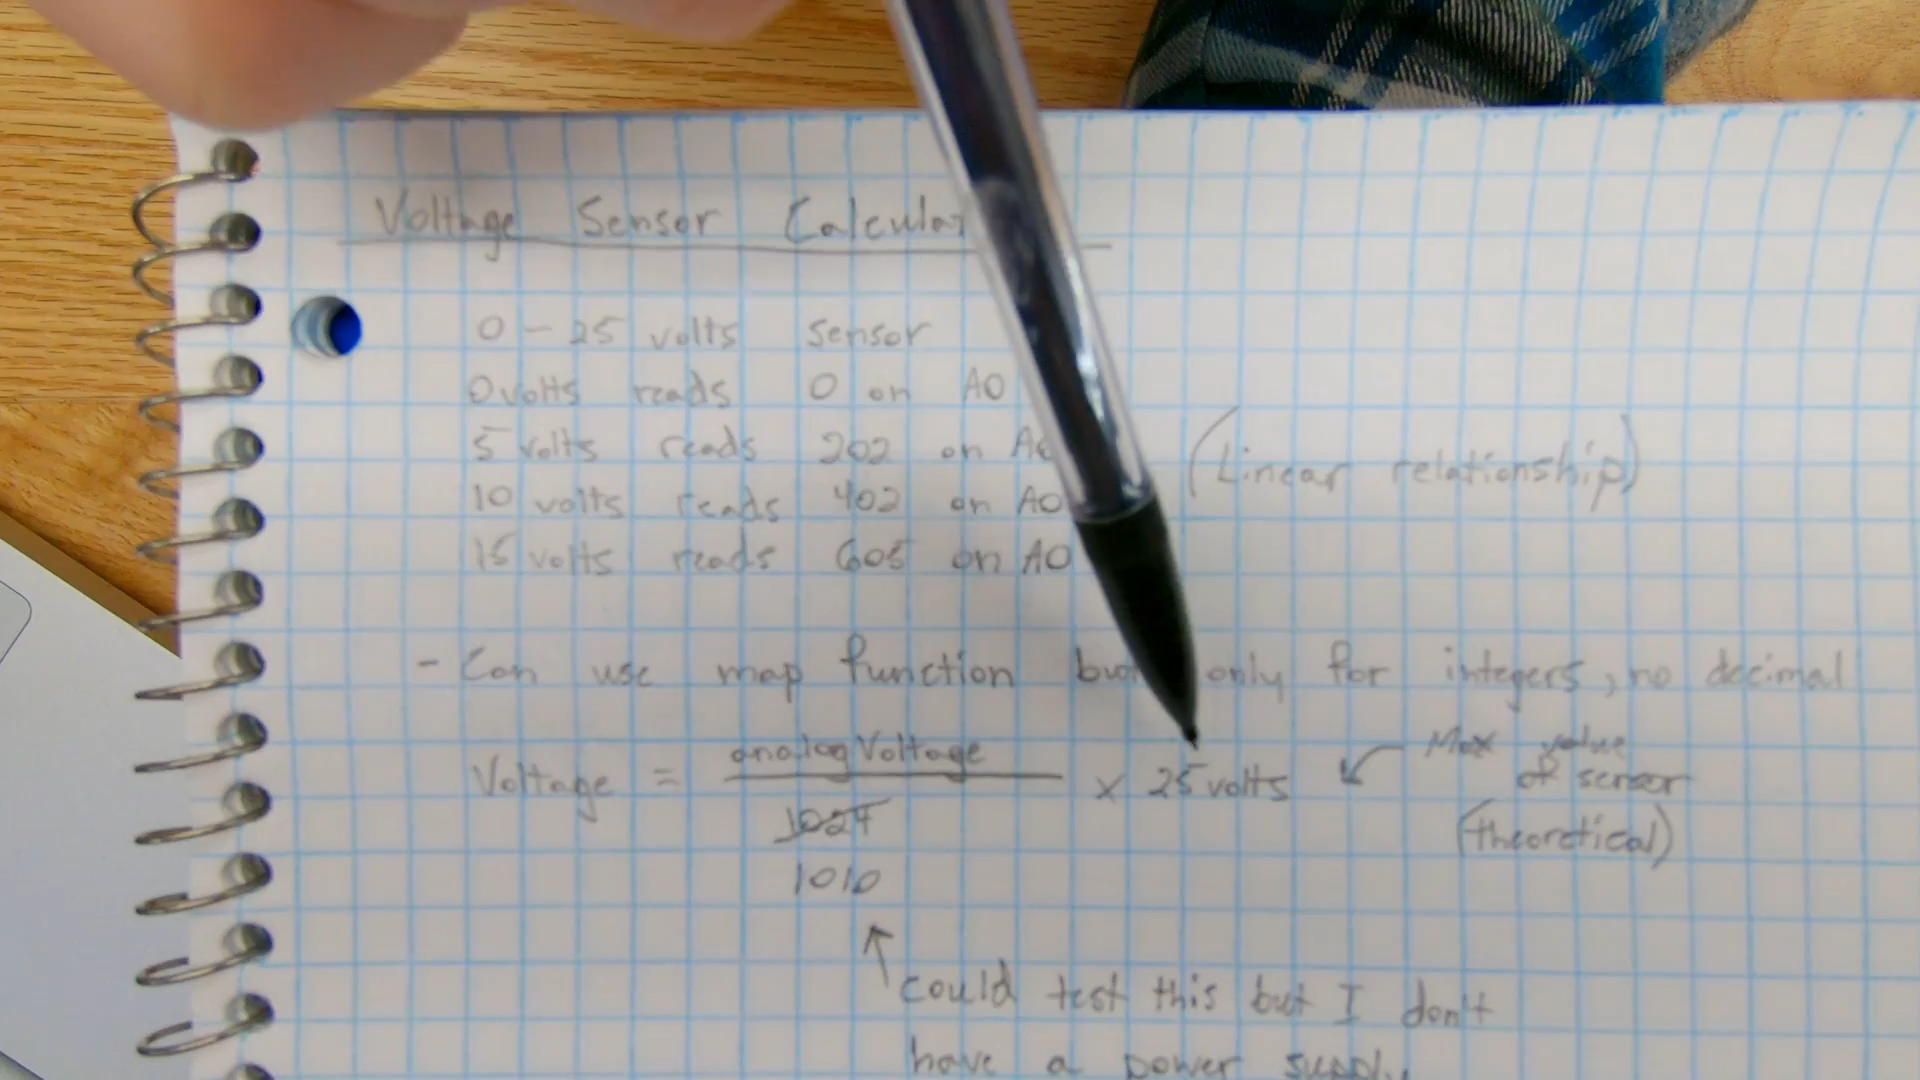 Voltage Sensor Calcula
0 - 25 volts sensor
0 volts reads 0 on A0
5 volts reads 202 on A0
10 volts reads 402 on A0
15 volts reads 605 on A0
(Linear relationship)
- Can use map function but only for integers, no decimal
Voltage = analogVoltage × 25 volts
1024
1010
Max value
of sensor
(theoretical)
could test this but I don't
have a power supply